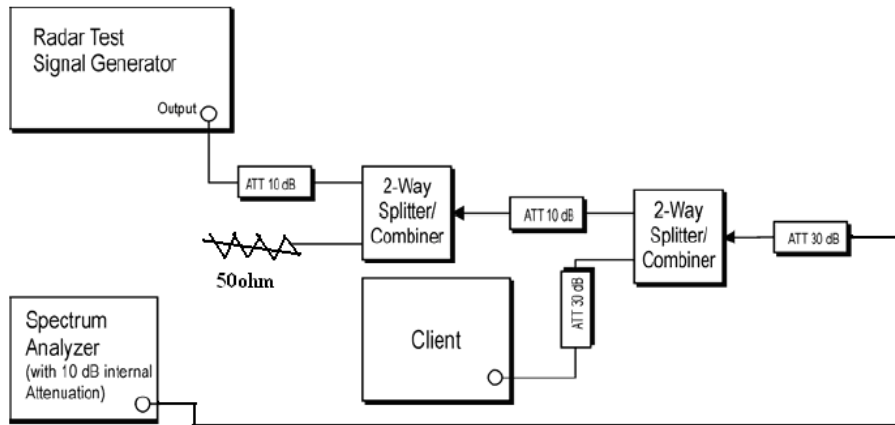 Radar Test
Signal Generator
Output
ATT 10 dB
2-Way
Splitter/
Combiner
ATT 10 dB
2-Way
Splitter/
Combiner
ATT 30 dB
50ohm
ATT 30 dB
Client
Spectrum
Analyzer
(with 10 dB internal
Attenuation)